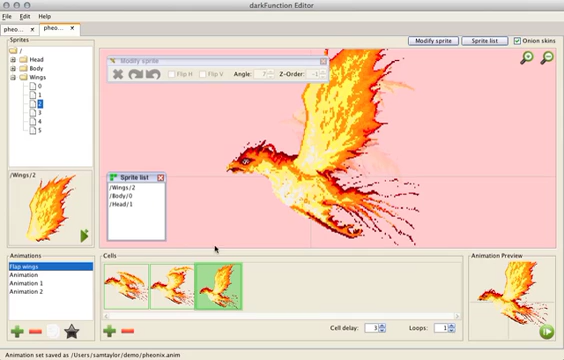 darkFunction Editor
File Edit Help
pheo... × pheo... ×
Modify sprite Sprite list Onion skins
Sprites
/
Head
Body
Wings
0
1
2
3
4
5
Modify sprite
Flip H Flip V Angle: Z-Order:
/Wings/2
Sprite list
/Wings/2
/Body/0
/Head/1
Animations
Flap wings
Animation
Animation 1
Animation 2
Cells
Cell delay: 3 Loops: 1
Animation Preview
Animation set saved as /Users/samtaylor/demo/pheonix.anim